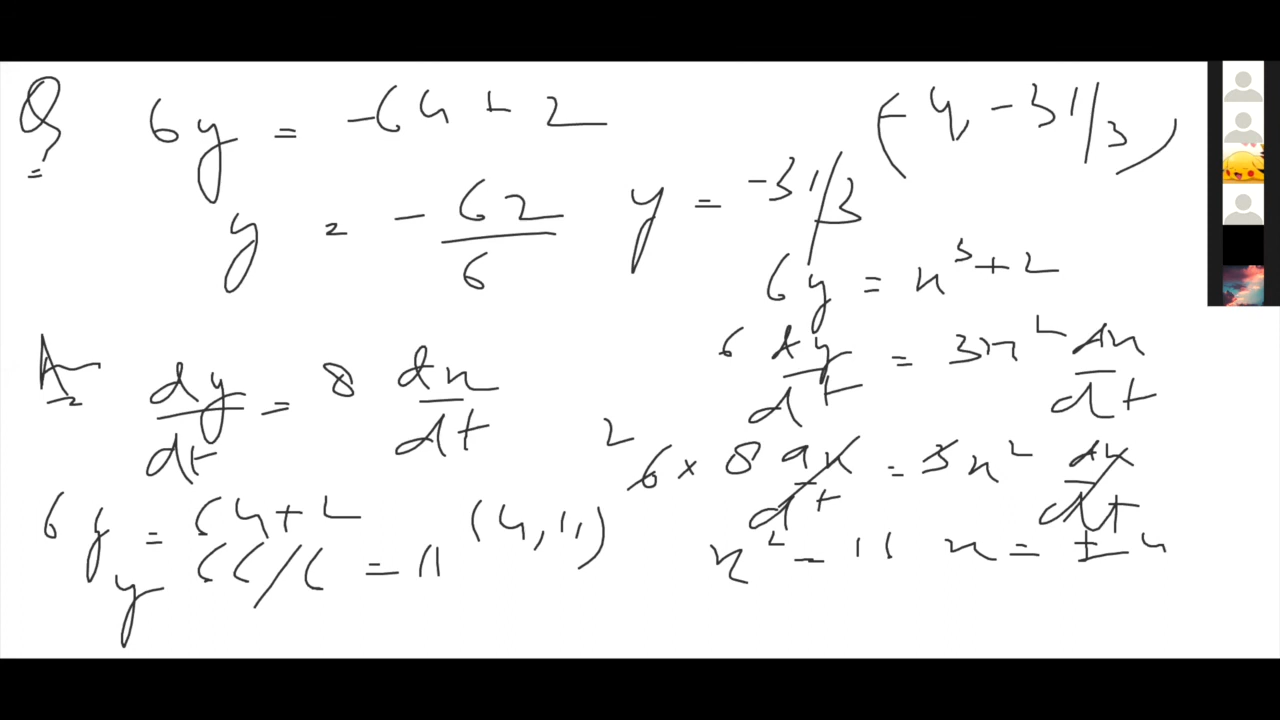 Q 6y = -64 + 2
(-4, -31/3)
y = -62/6 y = -31/3
6y = x³ + 2
A dy/dt = 8 dx/dt
6 dy/dt = 3x² dx/dt
2
6 × 8 dx/dt = 3x² dx/dt
6y = 64 + 2 (4, 11)
y 66/6 = 11
x² = 16 x = ± 4